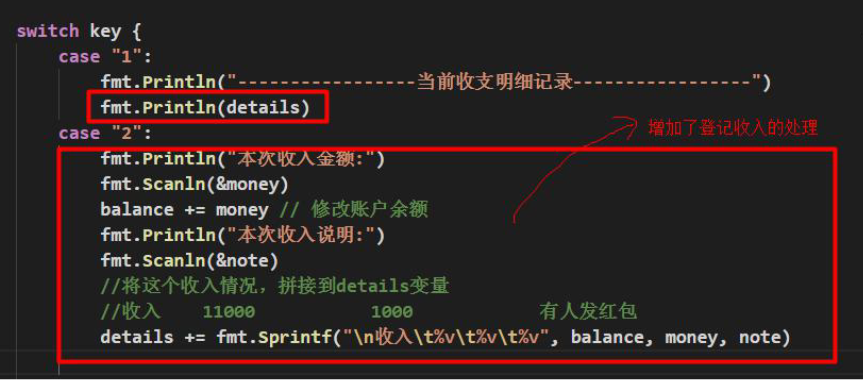 switch key {
case "1":
fmt.Println("-----------------当前收支明细记录-----------------")
fmt.Println(details)
case "2":
增加了登记收入的处理
fmt.Println("本次收入金额:")
fmt.Scanln(&money)
balance += money // 修改账户余额
fmt.Println("本次收入说明:")
fmt.Scanln(&note)
//将这个收入情况，拼接到details变量
//收入 11000 1000 有人发红包
details += fmt.Sprintf("\n收入\t%v\t%v\t%v", balance, money, note)